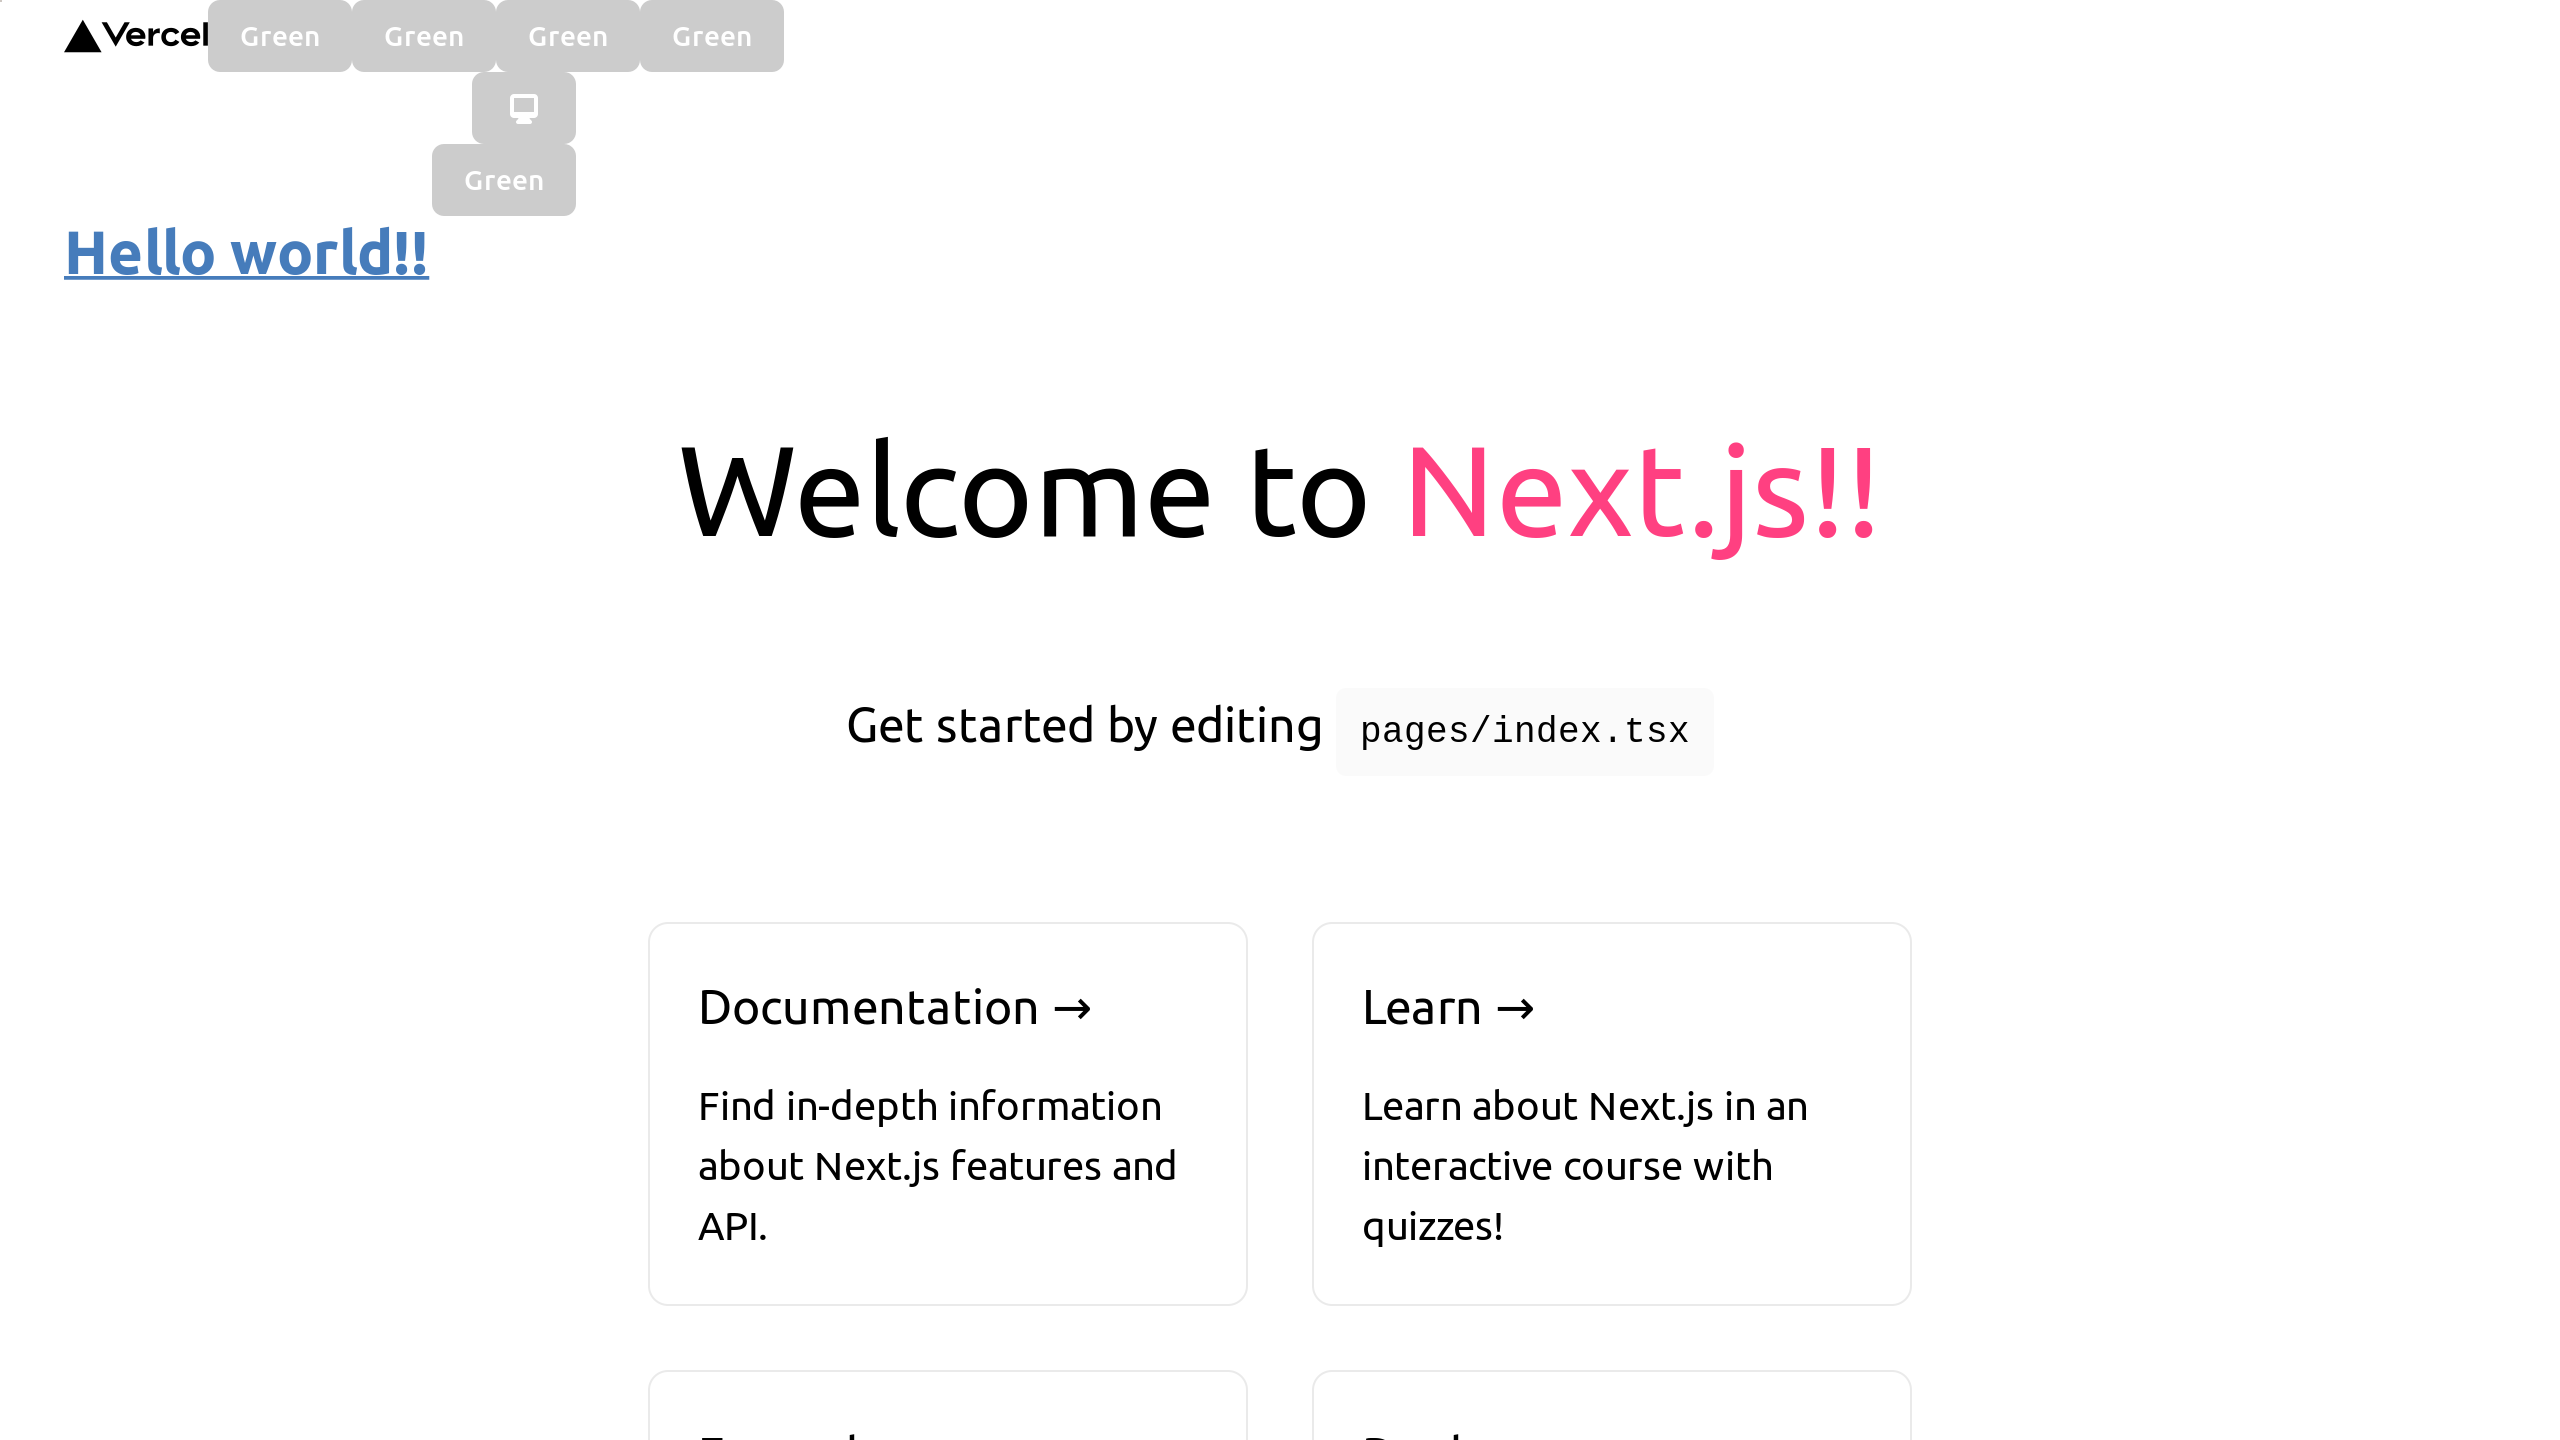 Vercel Green Green Green Green
Green
Hello world!!
Welcome to Next.js!!
Get started by editing pages/index.tsx
Documentation →
Find in-depth information
about Next.js features and
API.
Learn →
Learn about Next.js in an
interactive course with
quizzes!